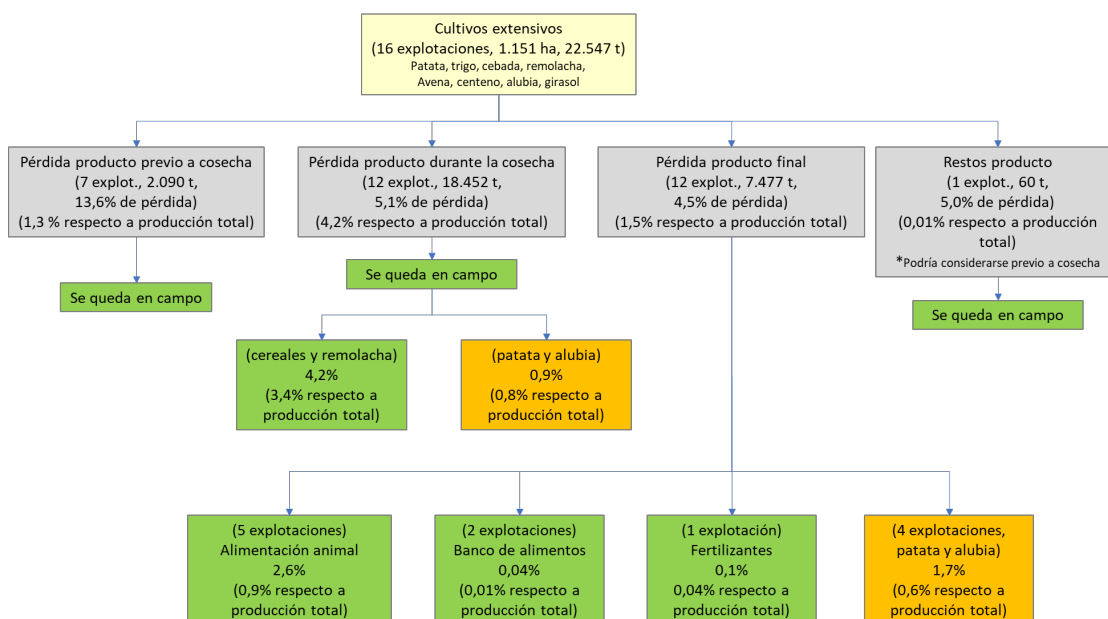 Cultivos extensivos
(16 explotaciones, 1.151 ha, 22.547 t)
Patata, trigo, cebada, remolacha,
Avena, centeno, alubia, girasol
Pérdida producto previo a cosecha
(7 explot., 2.090 t,
13,6% de pérdida)
(1,3 % respecto a producción total)
Pérdida producto durante la cosecha
(12 explot., 18.452 t,
5,1% de pérdida)
(4,2% respecto a producción total)
Pérdida producto final
(12 explot., 7.477 t,
4,5% de pérdida)
(1,5% respecto a producción total)
Restos producto
(1 explot., 60 t,
5,0% de pérdida)
(0,01% respecto a producción
total)
*Podría considerarse previo a cosecha
Se queda en campo
Se queda en campo
Se queda en campo
(cereales y remolacha)
4,2%
(3,4% respecto a
producción total)
(patata y alubia)
0,9%
(0,8% respecto a
producción total)
(5 explotaciones)
Alimentación animal
2,6%
(0,9% respecto a
producción total)
(2 explotaciones)
Banco de alimentos
0,04%
(0,01% respecto a
producción total)
(1 explotación)
Fertilizantes
0,1%
0,04% respecto a
producción total)
(4 explotaciones,
patata y alubia)
1,7%
(0,6% respecto a
producción total)